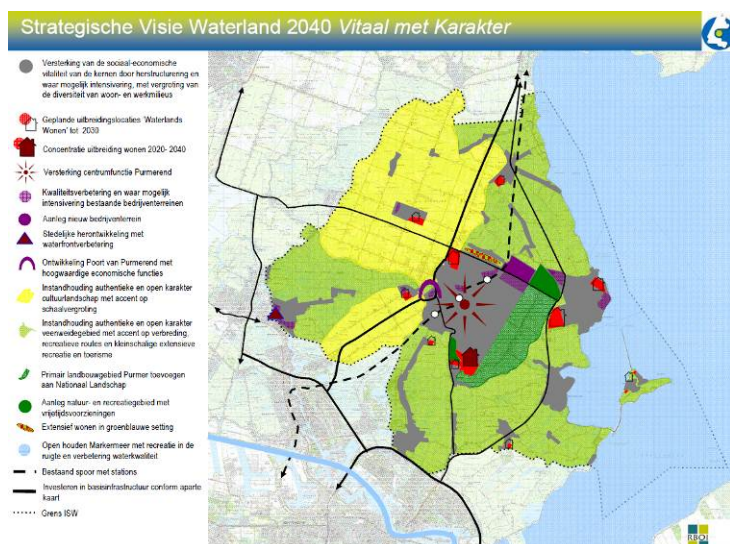 Strategische Visie Waterland 2040 Vitaal met Karakter
Versterking van de sociaal-economische
vitaliteit van de kernen door herstructurering en
waar mogelijk intensivering, met vergroting van
de diversiteit van woon- en werkmilieus
Geplande uitbreidingslocaties 'Waterlands
Wonen' tot 2030
Concentratie uitbreiding wonen 2020- 2040
Versterking centrumfunctie Purmerend
Kwaliteitsverbetering en waar mogelijk
intensivering bestaande bedrijventerreinen
Aanleg nieuw bedrijventerrein
Stedelijke herontwikkeling met
waterfrontverbetering
Ontwikkeling Poort van Purmerend met
hoogwaardige economische functies
Instandhouding authentieke en open karakter
cultuurlandschap met accent op
schaalvergroting
Instandhouding authentieke en open karakter
veenweidegebied met accent op verbreding,
recreatieve routes en kleinschalige extensieve
recreatie en toerisme
Primair landbouwgebied Purmer toevoegen
aan Nationaal Landschap
Aanleg natuur- en recreatiegebied met
vrijetijdsvoorzieningen
Extensief wonen in groenblauwe setting
Open houden Markermeer met recreatie in de
ruigte en verbetering waterkwaliteit
Bestaand spoor met stations
Investeren in basisinfrastructuur conform aparte
kaart
Grens ISW
RBOI